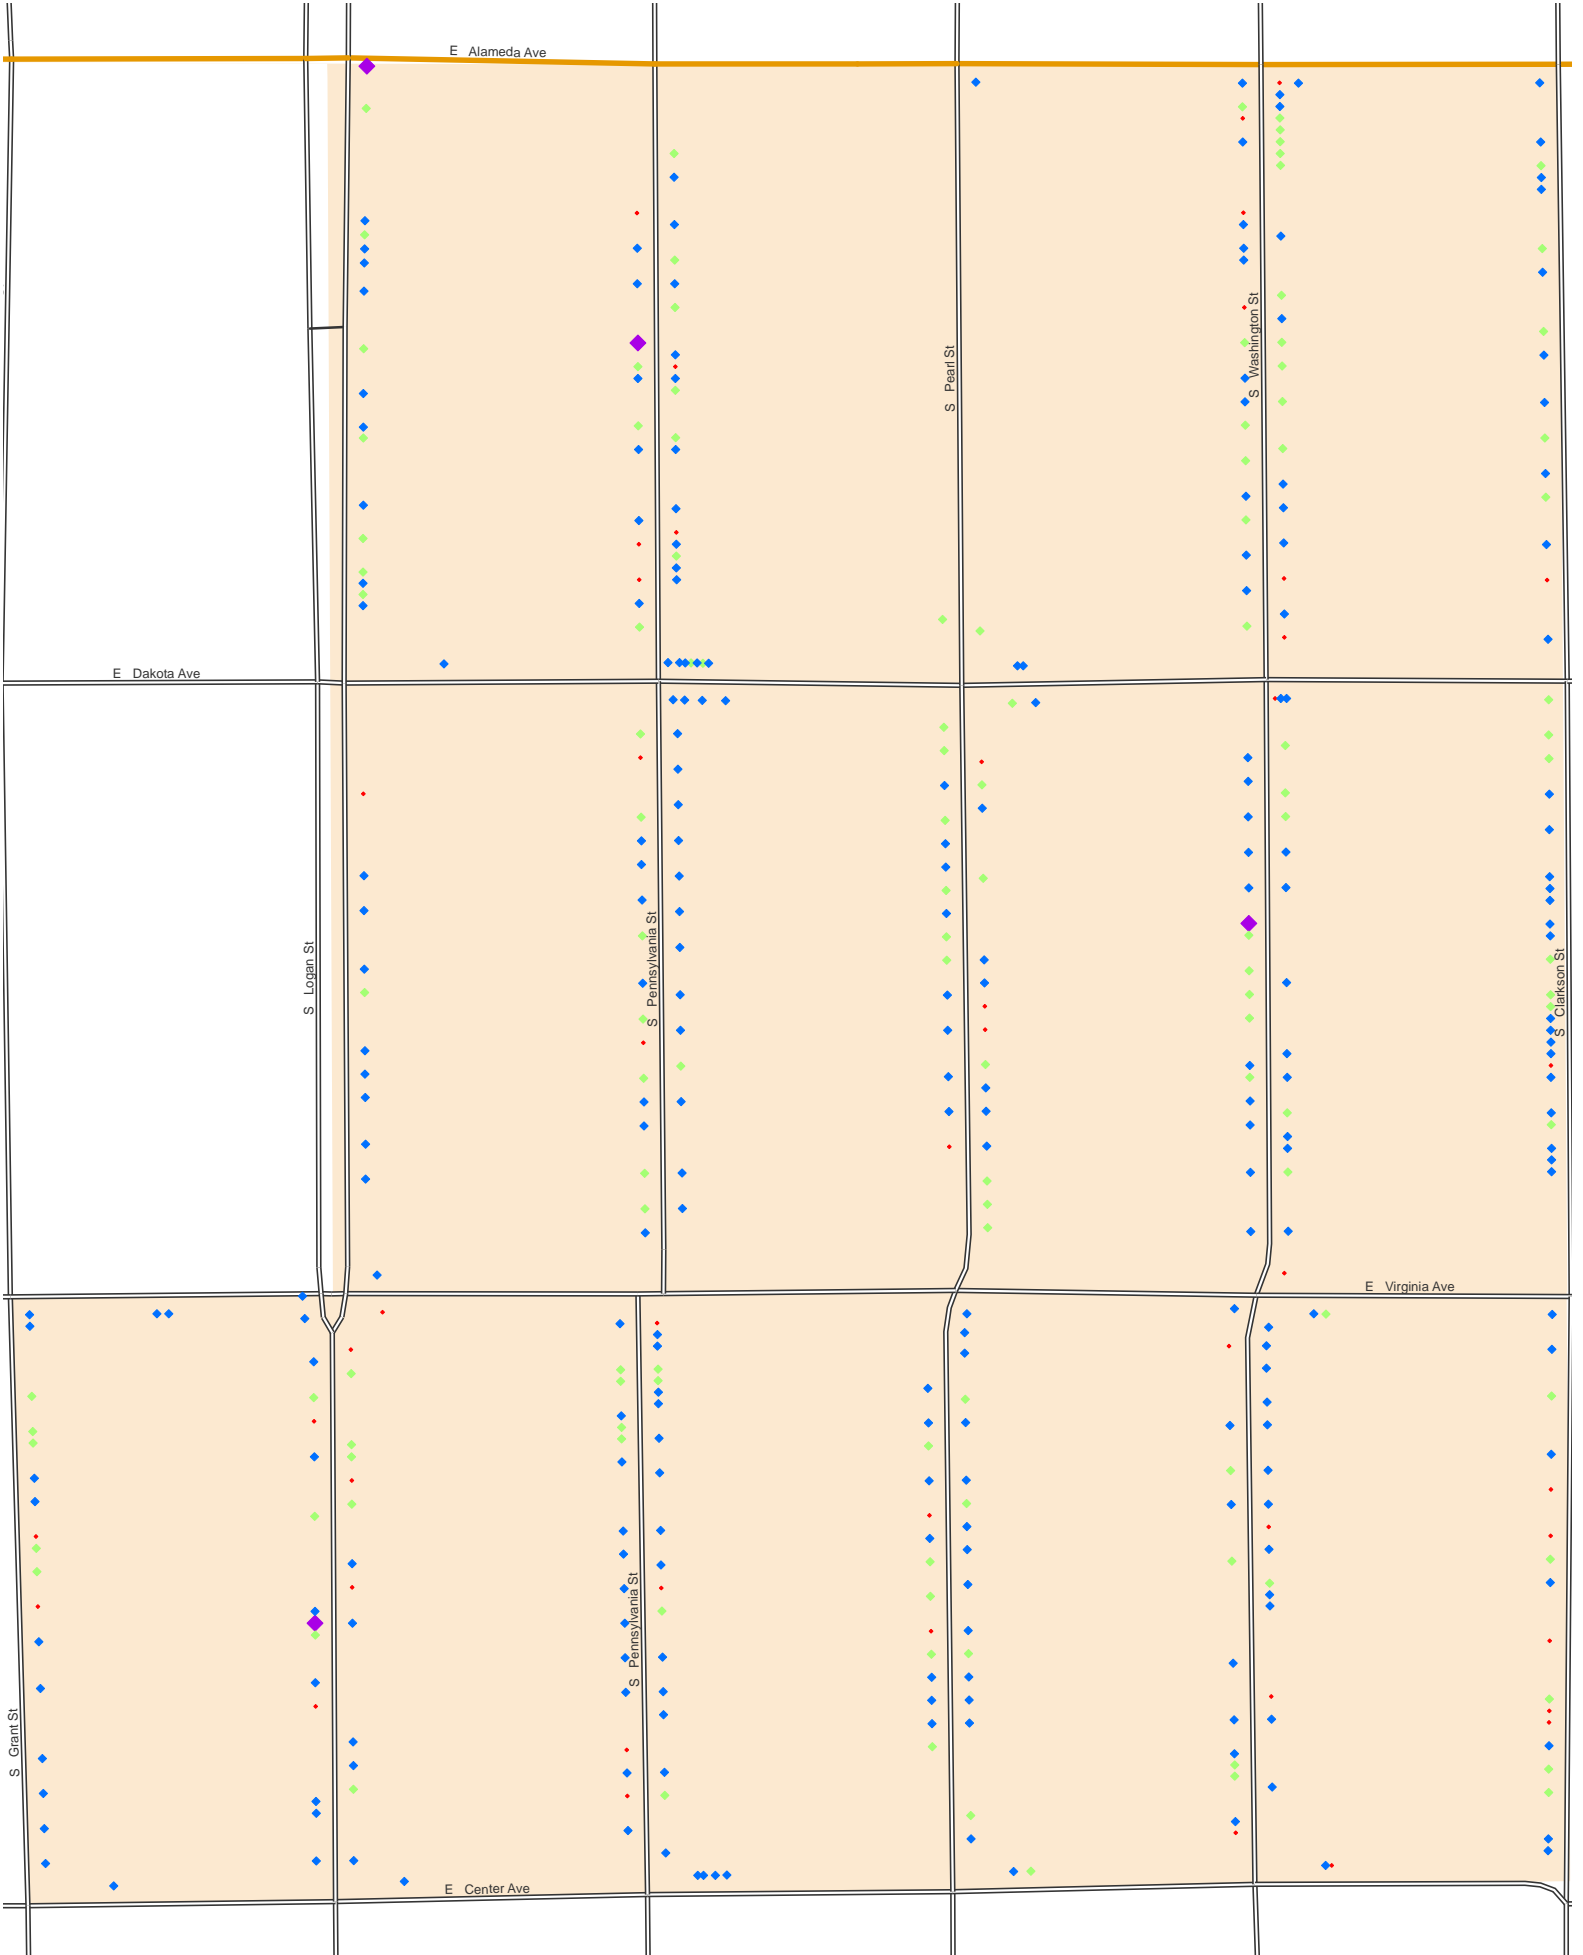 E Alameda Ave
S Washington St
S Pearl St
E Dakota Ave
S Pennsylvania St
S Logan St
S Clarkson St
E Virginia Ave
S Pennsylvania St
S Grant St
E Center Ave